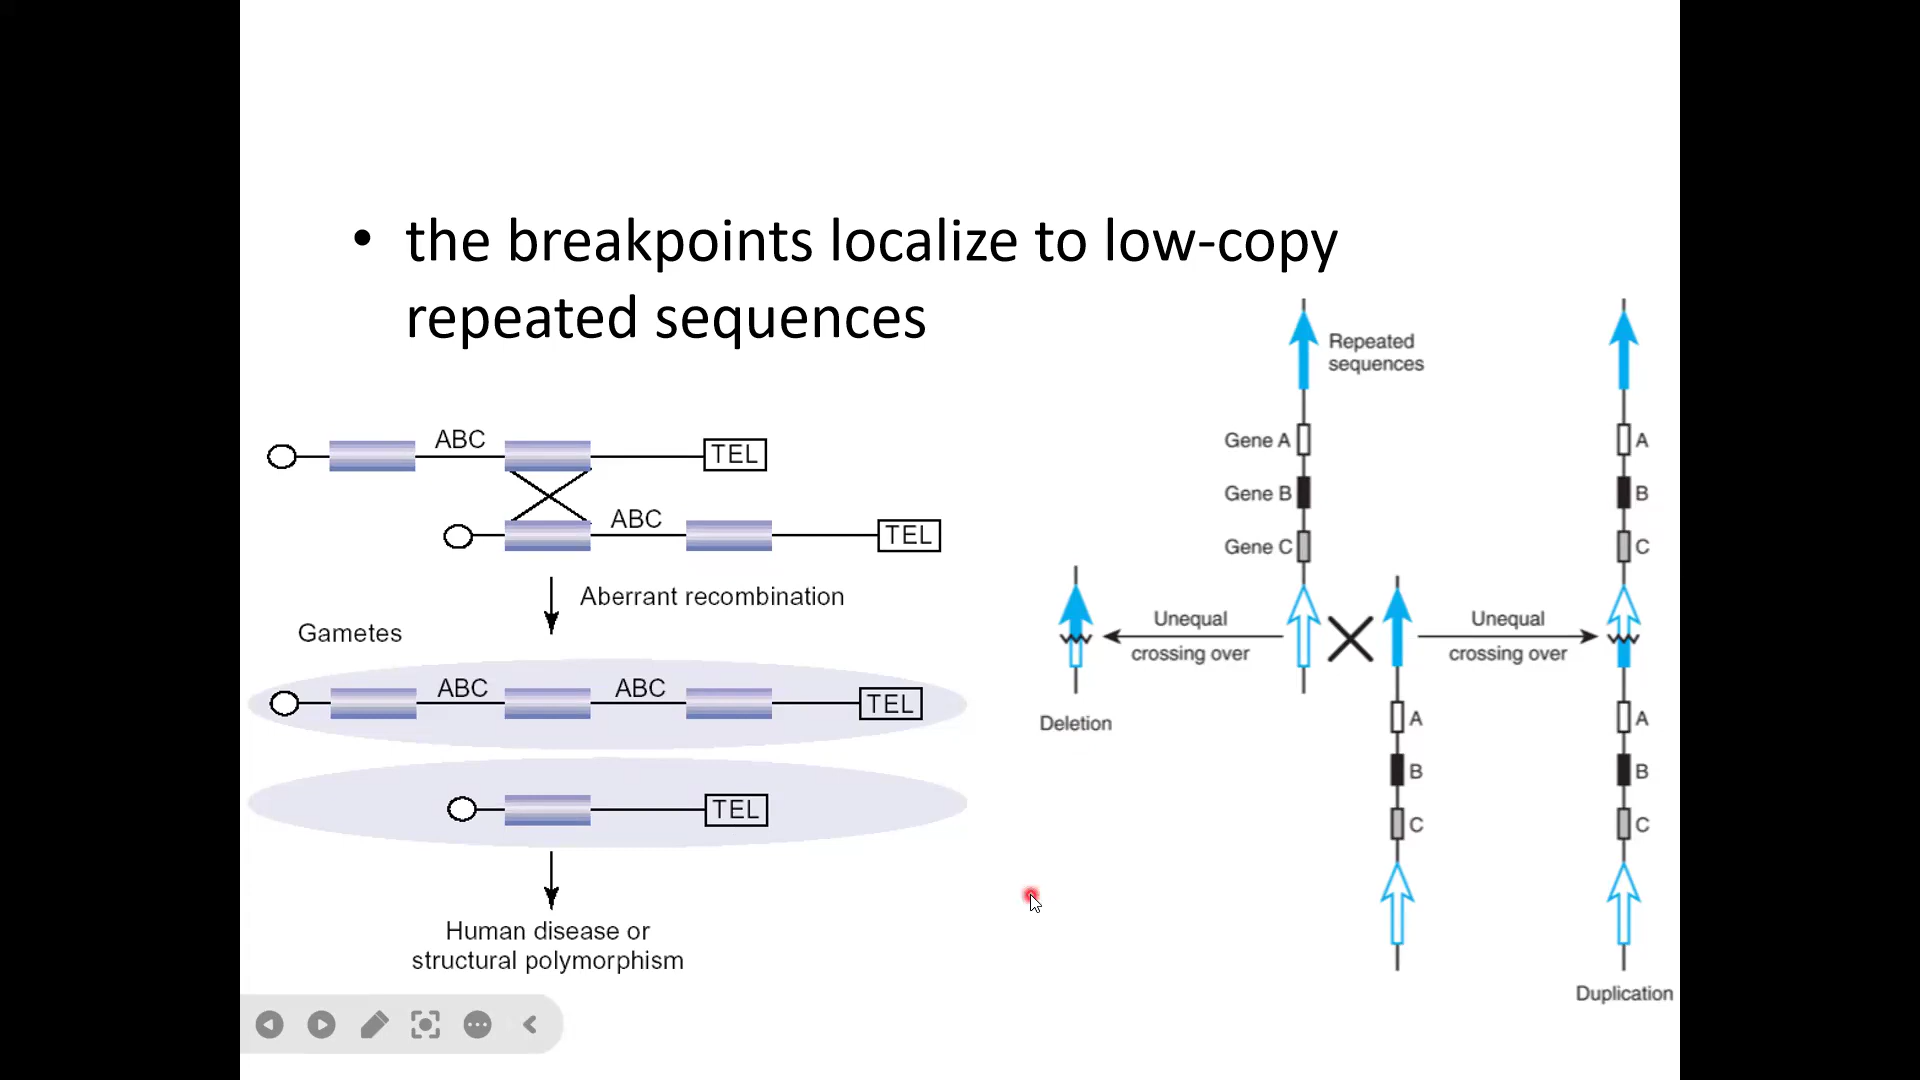 • the breakpoints localize to low-copy
repeated sequences
ABC
TEL
ABC
TEL
Aberrant recombination
Gametes
ABC ABC
TEL
TEL
Human disease or
structural polymorphism
Repeated
sequences
Gene A
Gene B
Gene C
A
B
C
Unequal
crossing over
Unequal
crossing over
Deletion
A
B
C
A
B
C
Duplication